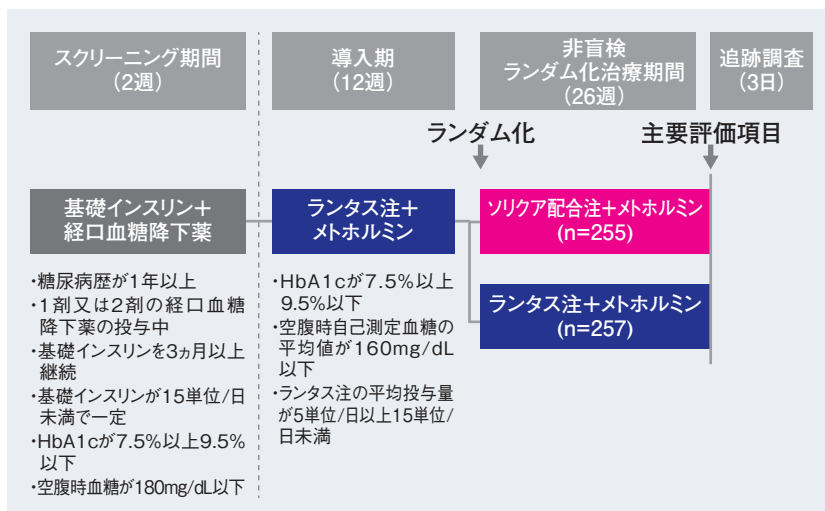 スクリーニング期間
(2週)
導入期
(12週)
非盲検
ランダム化治療期間
(26週)
追跡調査
(3日)
ランダム化
主要評価項目
基礎インスリン＋
経口血糖降下薬
ランタス注＋
メトホルミン
ソリクア配合注＋メトホルミン
(n=255)
ランタス注＋メトホルミン
(n=257)
・糖尿病歴が1年以上
・1剤又は2剤の経口血糖
降下薬の投与中
・基礎インスリンを3ヵ月以上
継続
・基礎インスリンが15単位/日
未満で一定
・HbA1cが7.5%以上9.5%
以下
・空腹時血糖が180mg/dL以下
・HbA1cが7.5%以上
9.5%以下
・空腹時自己測定血糖の
平均値が160mg/dL
以下
・ランタス注の平均投与量
が5単位/日以上15単位/
日未満